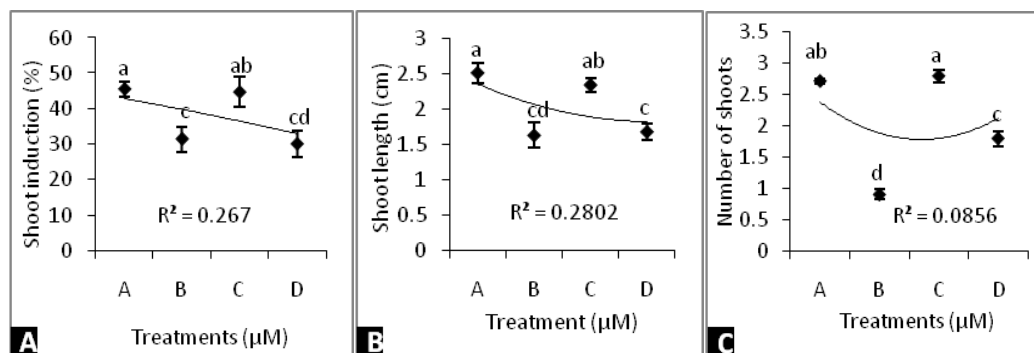 Shoot induction (%)
60
50
40
30
20
10
0
a
c
ab
cd
R² = 0.267
A B C D
Treatments (µM)
A
Shoot length (cm)
3
2.5
2
1.5
1
0.5
0
a
cd
ab
c
R² = 0.2802
A B C D
Treatment (µM)
B
Number of shoots
3.5
3
2.5
2
1.5
1
0.5
0
ab
d
a
c
R² = 0.0856
A B C D
Treatments (µM)
C